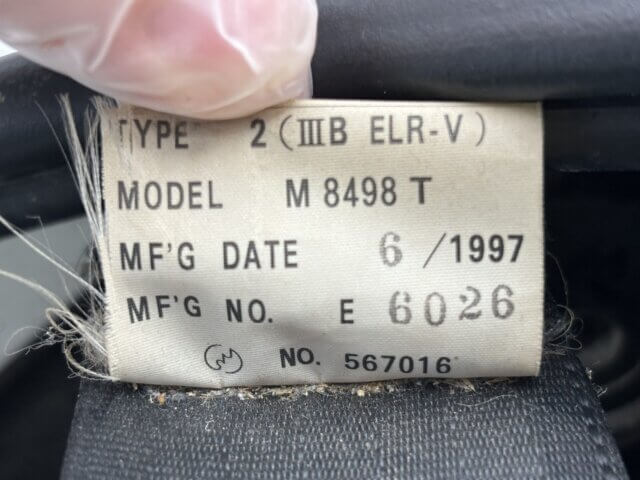 TYPE 2 (IIIB ELR-V)
MODEL M 8498 T
MF'G DATE 6 / 1997
MF'G NO. E 6026
NO. 567016